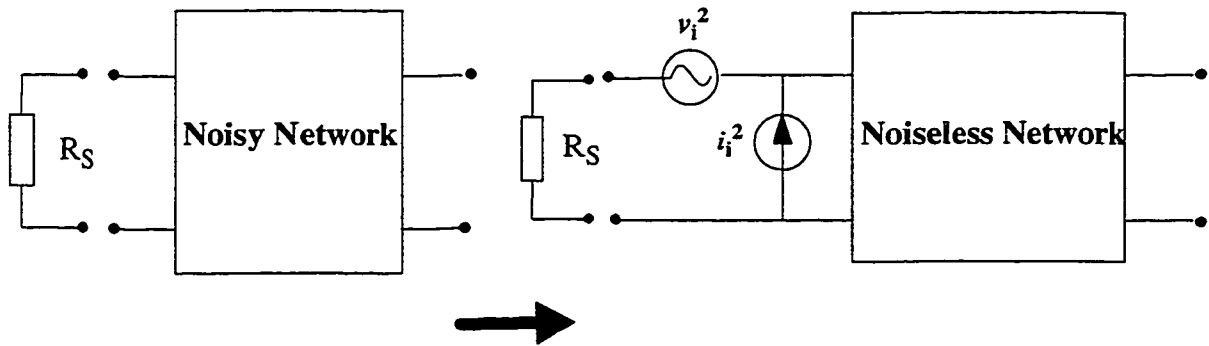 R_S
Noisy Network
v_i^2
R_S
i_i^2
Noiseless Network